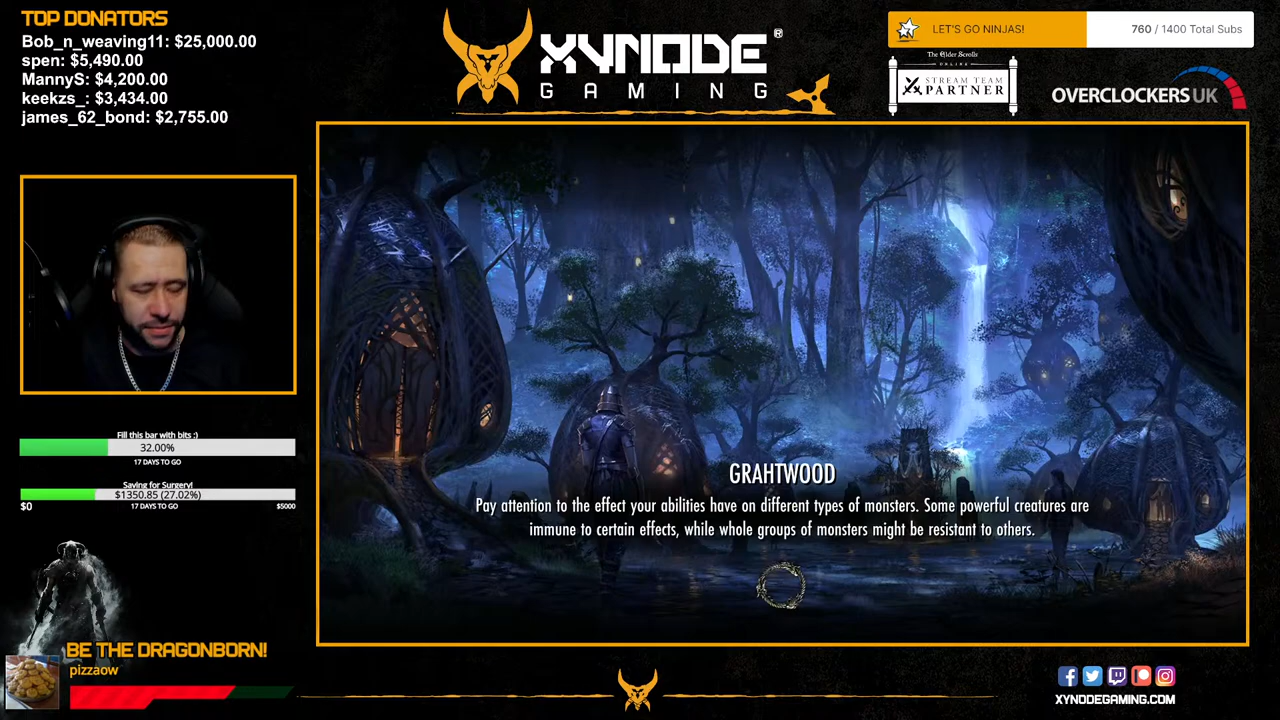 TOP DONATORS
Bob_n_weaving11: $25,000.00
spen: $5,490.00
MannyS: $4,200.00
keekzs_: $3,434.00
james_62_bond: $2,755.00
XYNODE®
GAMING
LET'S GO NINJAS!
760 / 1400 Total Subs
The Elder Scrolls
ONLINE
STREAM TEAM
PARTNER
OVERCLOCKERS UK
Fill this bar with bits :)
32.00%
17 DAYS TO GO
Saving for Surgery!
$1350.85 (27.02%)
$0
17 DAYS TO GO
$5000
GRAHTWOOD
Pay attention to the effect your abilities have on different types of monsters. Some powerful creatures are
immune to certain effects, while whole groups of monsters might be resistant to others.
BE THE DRAGONBORN!
pizzaow
XYNODEGAMING.COM